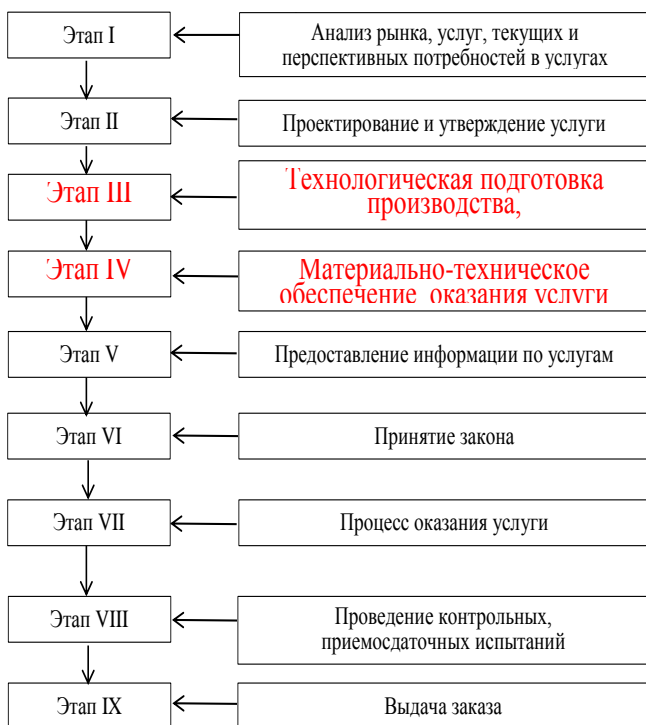 Этап I
Анализ рынка, услуг, текущих и
перспективных потребностей в услугах
Этап II
Проектирование и утверждение услуги
Этап III
Технологическая подготовка
производства,
Этап IV
Материально-техническое
обеспечение оказания услуги
Этап V
Предоставление информации по услугам
Этап VI
Принятие закона
Этап VII
Процесс оказания услуги
Этап VIII
Проведение контрольных,
приемосдаточных испытаний
Этап IX
Выдача заказа